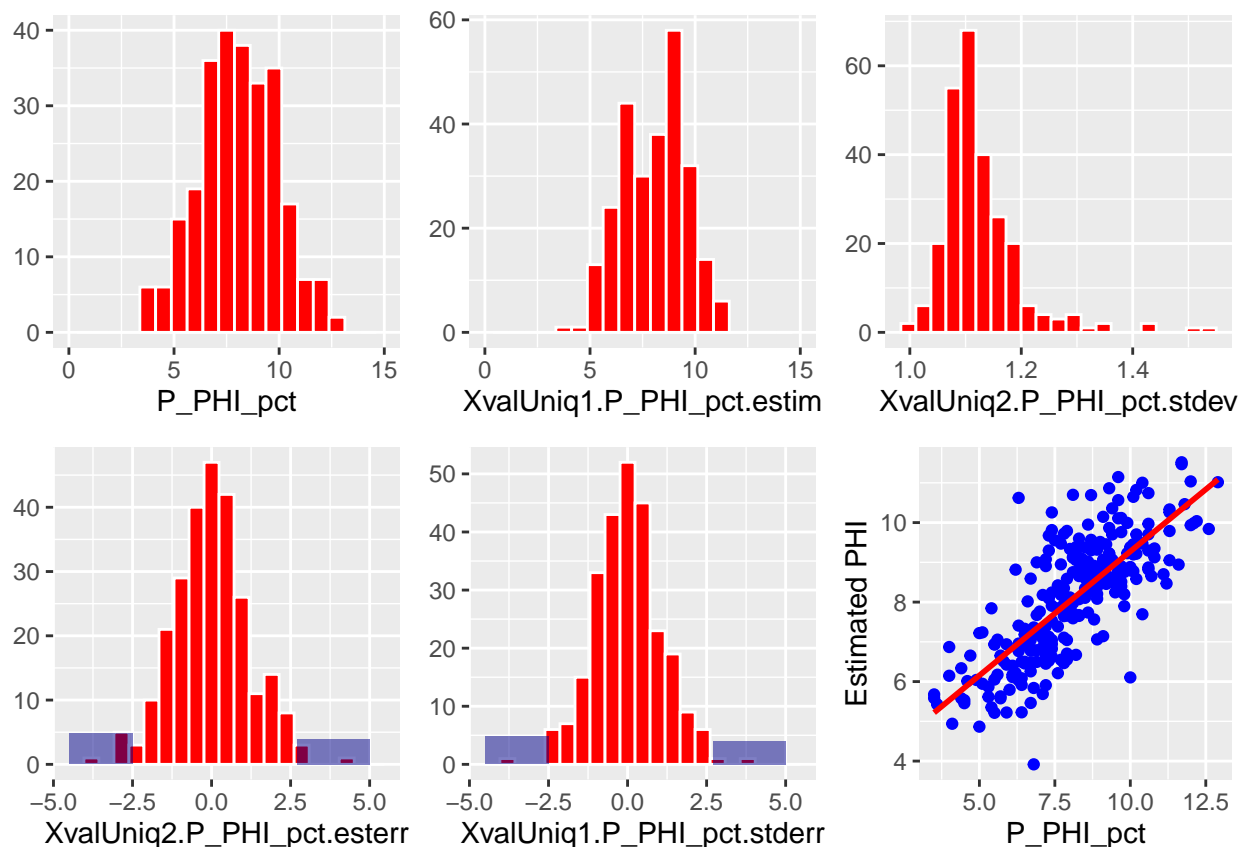 40
30
20
10
0
0 5 10 15
P_PHI_pct
60
40
20
0
0 5 10 15
XvalUniq1.P_PHI_pct.estim
60
40
20
0
1.0 1.2 1.4
XvalUniq2.P_PHI_pct.stdev
40
30
20
10
0
−5.0 −2.5 0.0 2.5 5.0
XvalUniq2.P_PHI_pct.esterr
50
40
30
20
10
0
−5.0 −2.5 0.0 2.5 5.0
XvalUniq1.P_PHI_pct.stderr
Estimated PHI
10
8
6
4
5.0 7.5 10.0 12.5
P_PHI_pct